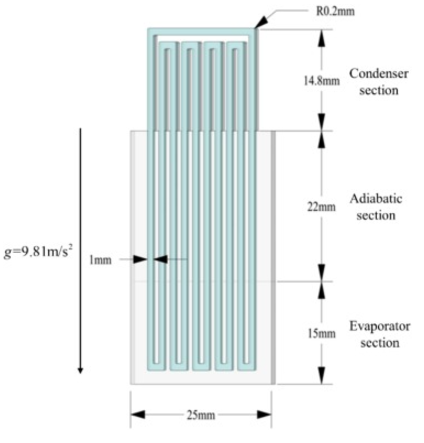 R0.2mm
14.8mm
Condenser
section
22mm
Adiabatic
section
g=9.81m/s²
1mm
15mm
Evaporator
section
25mm